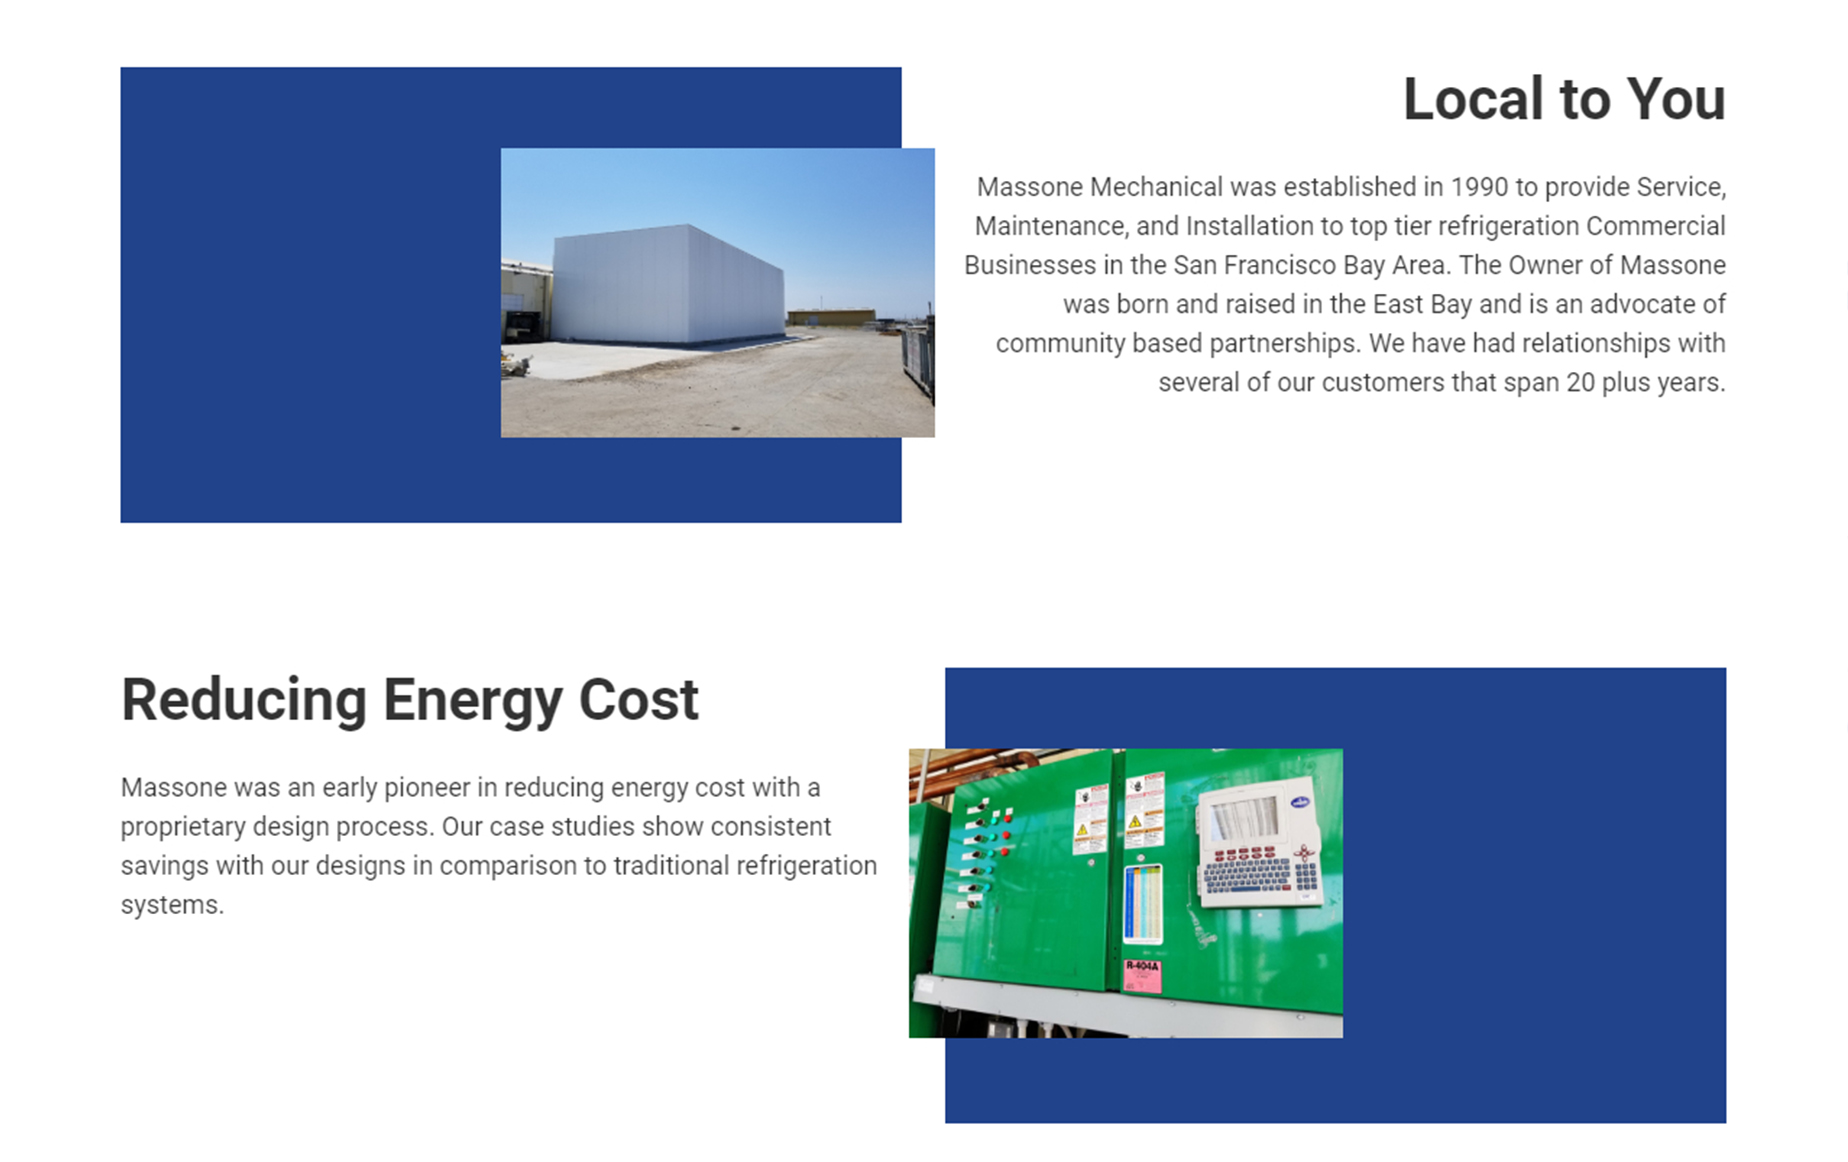 Local to You
Massone Mechanical was established in 1990 to provide Service,
Maintenance, and Installation to top tier refrigeration Commercial
Businesses in the San Francisco Bay Area. The Owner of Massone
was born and raised in the East Bay and is an advocate of
community based partnerships. We have had relationships with
several of our customers that span 20 plus years.
Reducing Energy Cost
Massone was an early pioneer in reducing energy cost with a
proprietary design process. Our case studies show consistent
savings with our designs in comparison to traditional refrigeration
systems.
R-404A